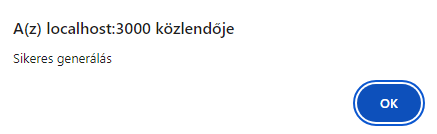 A(z) localhost:3000 közlendője
Sikeres generálás
OK